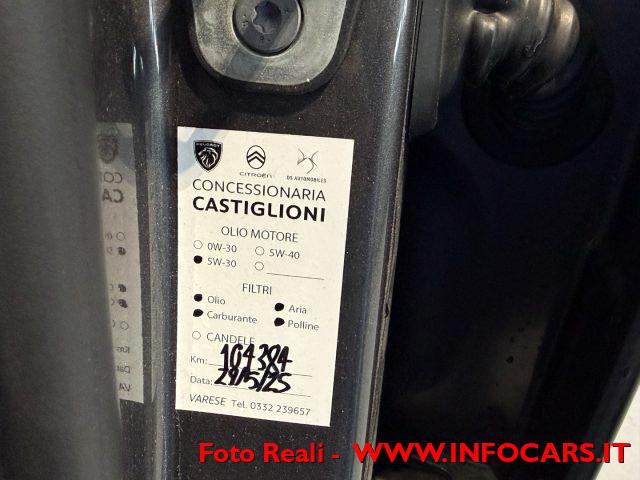 PEUGEOT CITROËN DS AUTOMOBILES
CONCESSIONARIA
CASTIGLIONI
OLIO MOTORE
0W-30 5W-40
5W-30
FILTRI
Olio Aria
Carburante Polline
CANDELE
Km: 104384
Data: 29/5/25
VARESE Tel. 0332 239657
Foto Reali - WWW.INFOCARS.IT